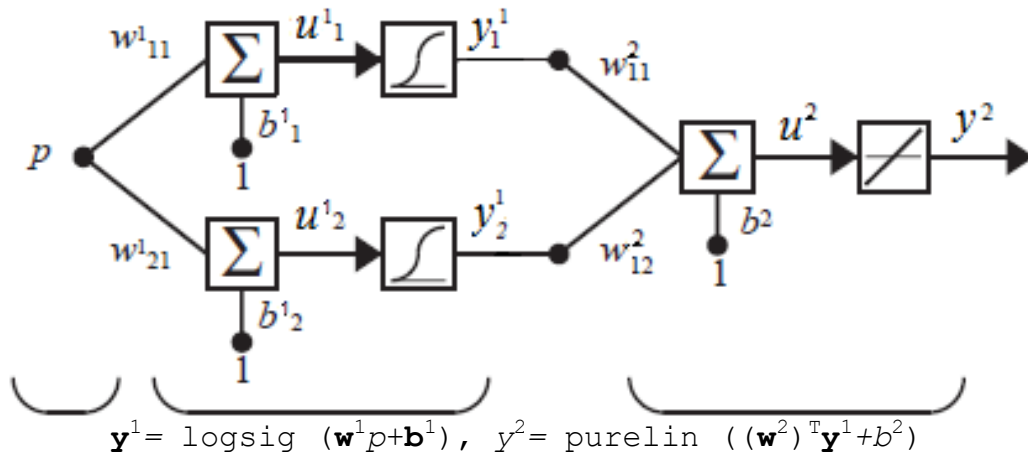 w¹₁₁ Σ u¹₁ y₁¹ w²₁₁
b¹₁
1
p Σ u² y²
b²
1
w¹₂₁ Σ u¹₂ y¹₂ w²₁₂
b¹₂
1
y¹= logsig (w¹p+b¹), y²= purelin ((w²)ᵀy¹+b²)